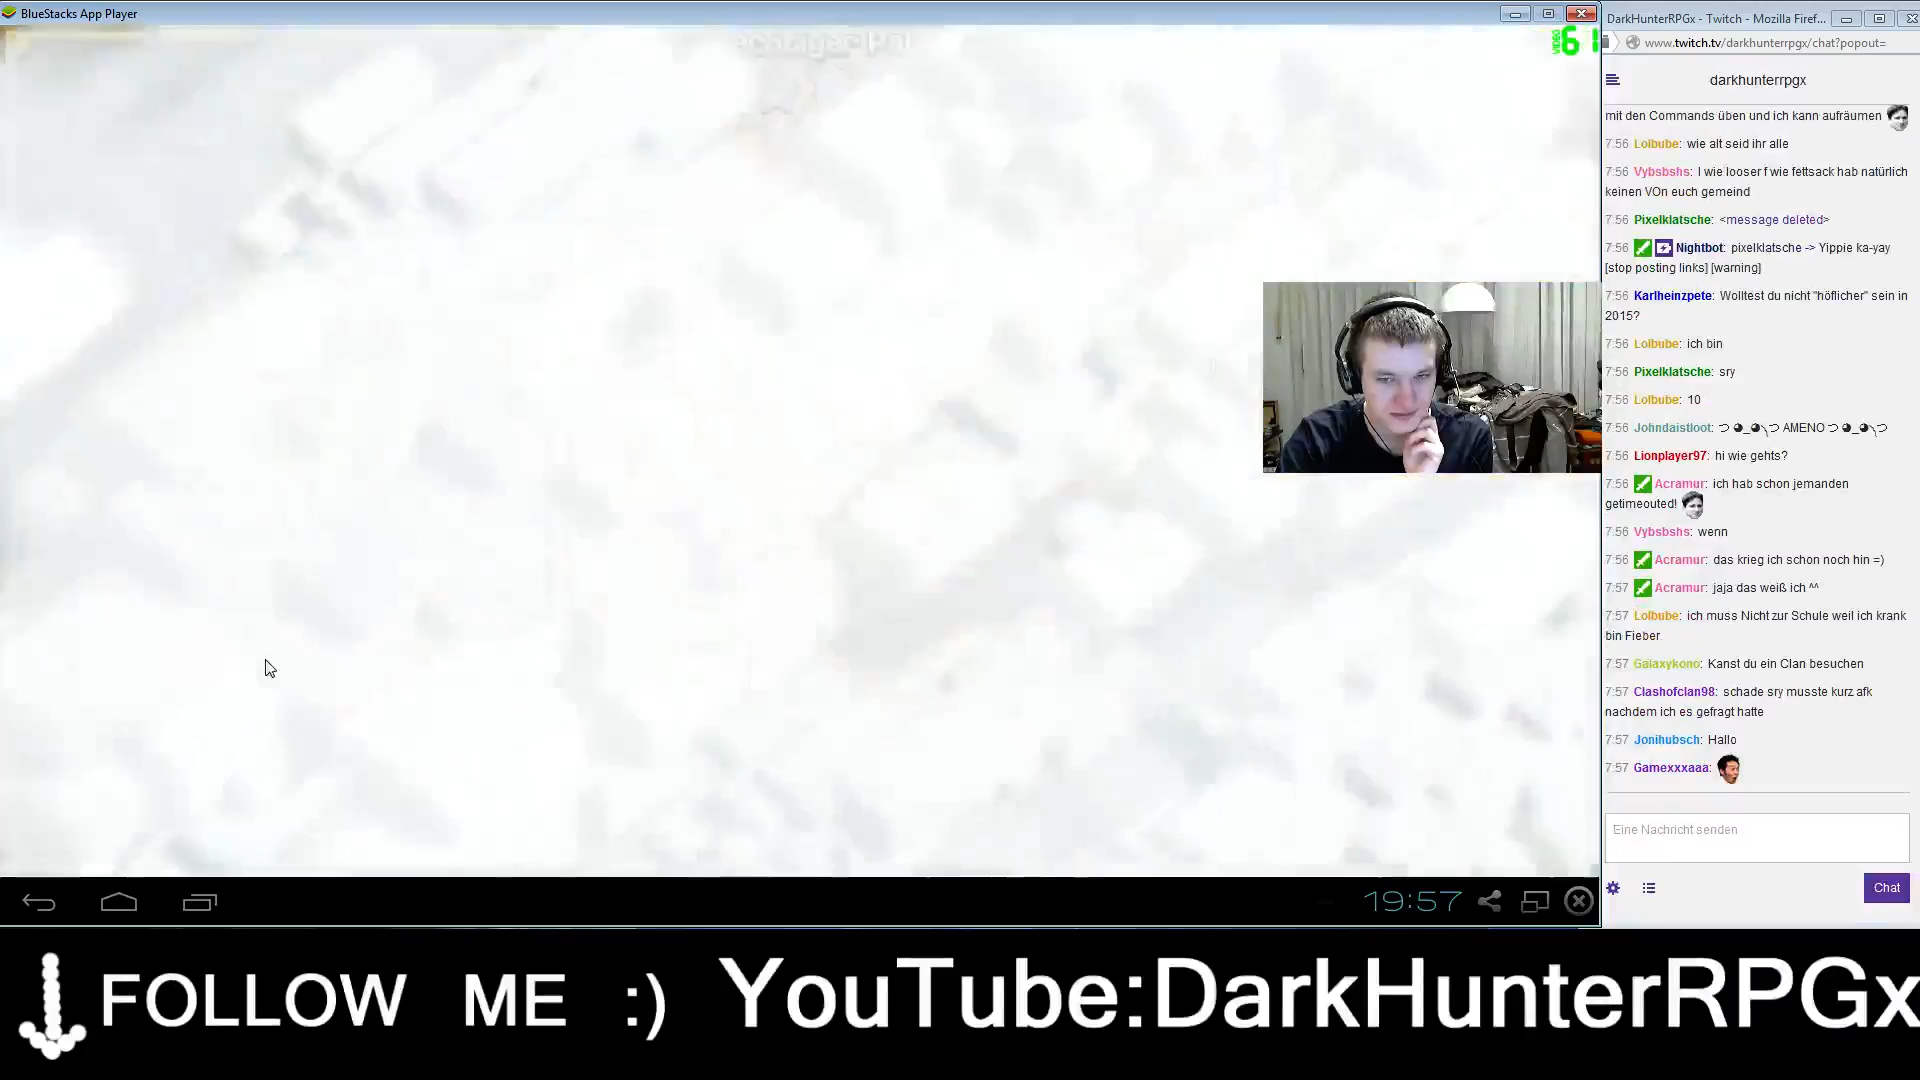 BlueStacks App Player
VIDEO
61
DarkHunterRPGx - Twitch - Mozilla Firef...
www.twitch.tv/darkhunterrpgx/chat?popout=
darkhunterrpgx
mit den Commands üben und ich kann aufräumen
7:56 Lolbube: wie alt seid ihr alle
7:56 Vybsbshs: l wie looser f wie fettsack hab natürlich
keinen VOn euch gemeind
7:56 Pixelklatsche: <message deleted>
7:56 Nightbot: pixelklatsche -> Yippie ka-yay
[stop posting links] [warning]
7:56 Karlheinzpete: Wolltest du nicht "höflicher" sein in
2015?
7:56 Lolbube: ich bin
7:56 Pixelklatsche: sry
7:56 Lolbube: 10
7:56 Johndaistloot: つ ◕_◕ヽつ AMENO つ ◕_◕ヽつ
7:56 Lionplayer97: hi wie gehts?
7:56 Acramur: ich hab schon jemanden
getimeouted!
7:56 Vybsbshs: wenn
7:56 Acramur: das krieg ich schon noch hin =)
7:57 Acramur: jaja das weiß ich ^^
7:57 Lolbube: ich muss Nicht zur Schule weil ich krank
bin Fieber
7:57 Galaxykono: Kanst du ein Clan besuchen
7:57 Clashofclan98: schade sry musste kurz afk
nachdem ich es gefragt hatte
7:57 Jonihubsch: Hallo
7:57 Gamexxxaaa:
Eine Nachricht senden
Chat
19:57
FOLLOW ME :) YouTube:DarkHunterRPGx